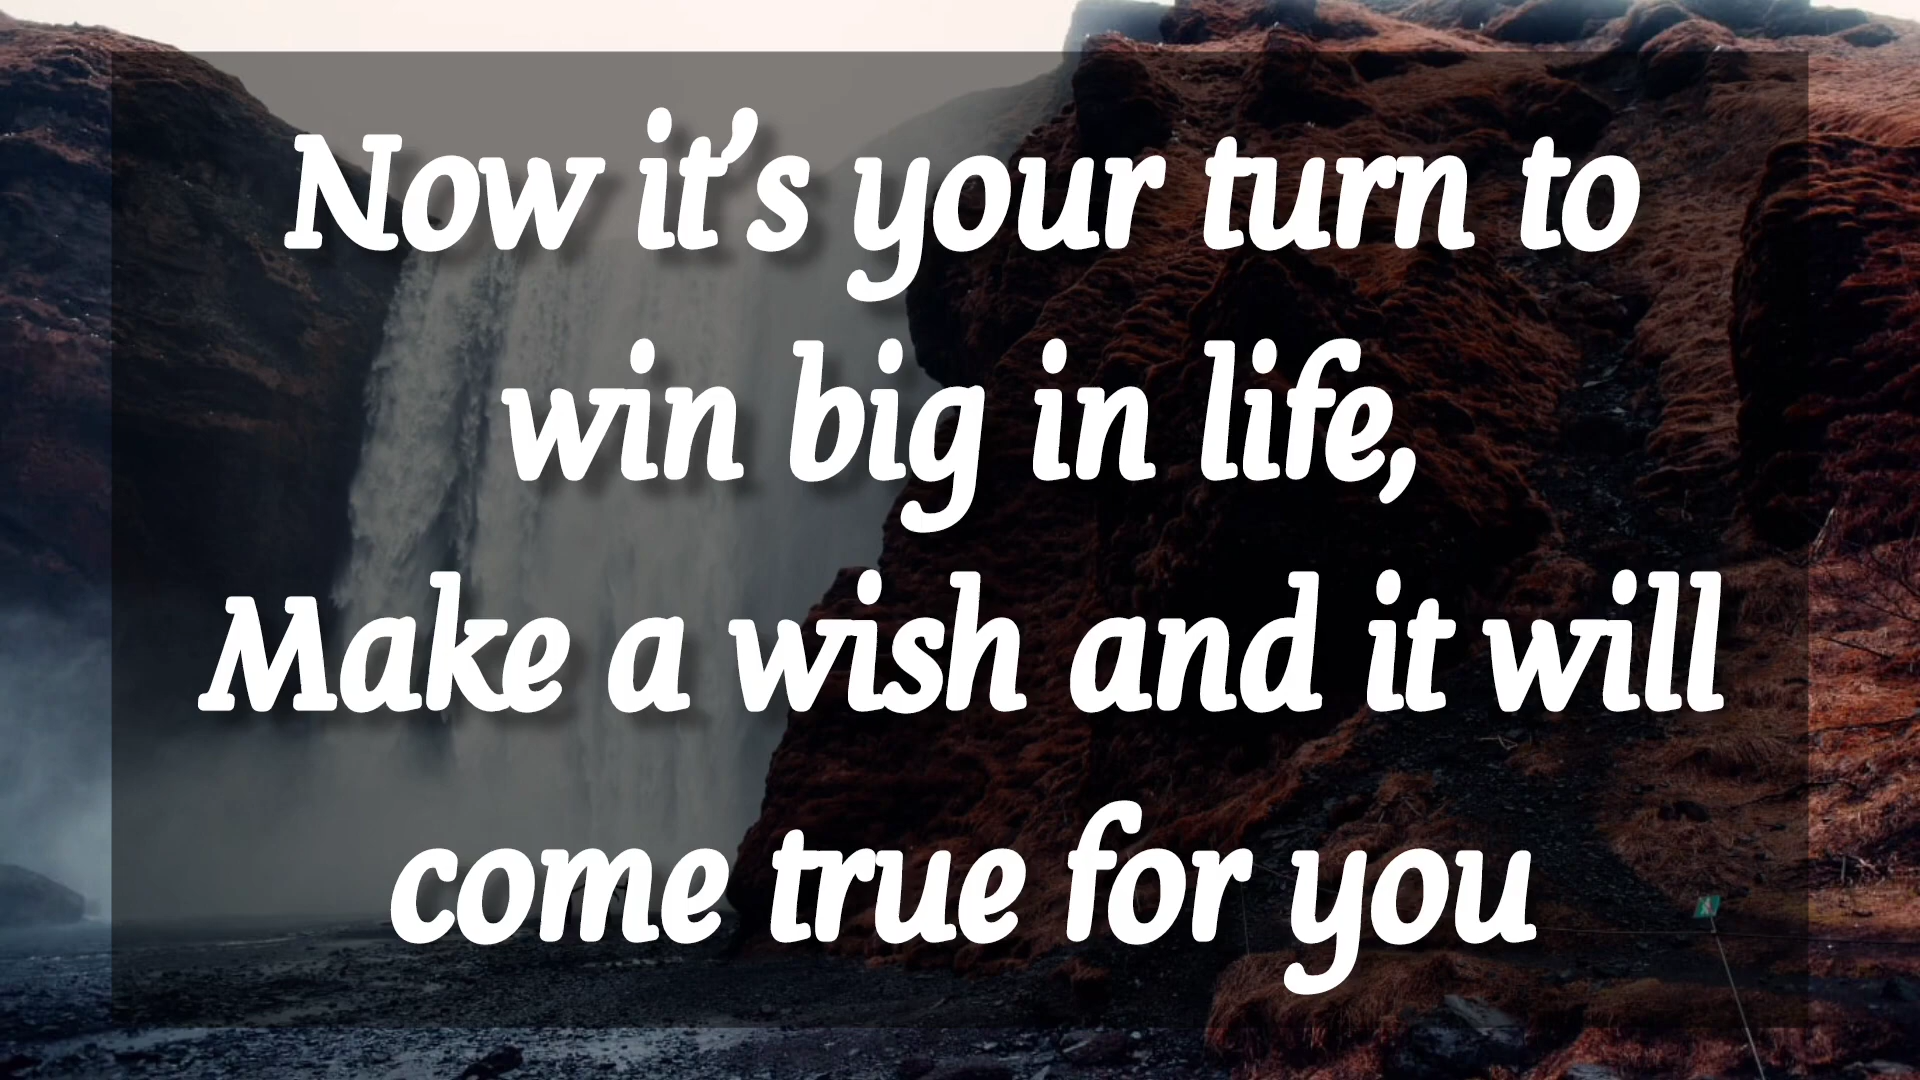 Now it’s your turn to
win big in life,
Make a wish and it will
come true for you